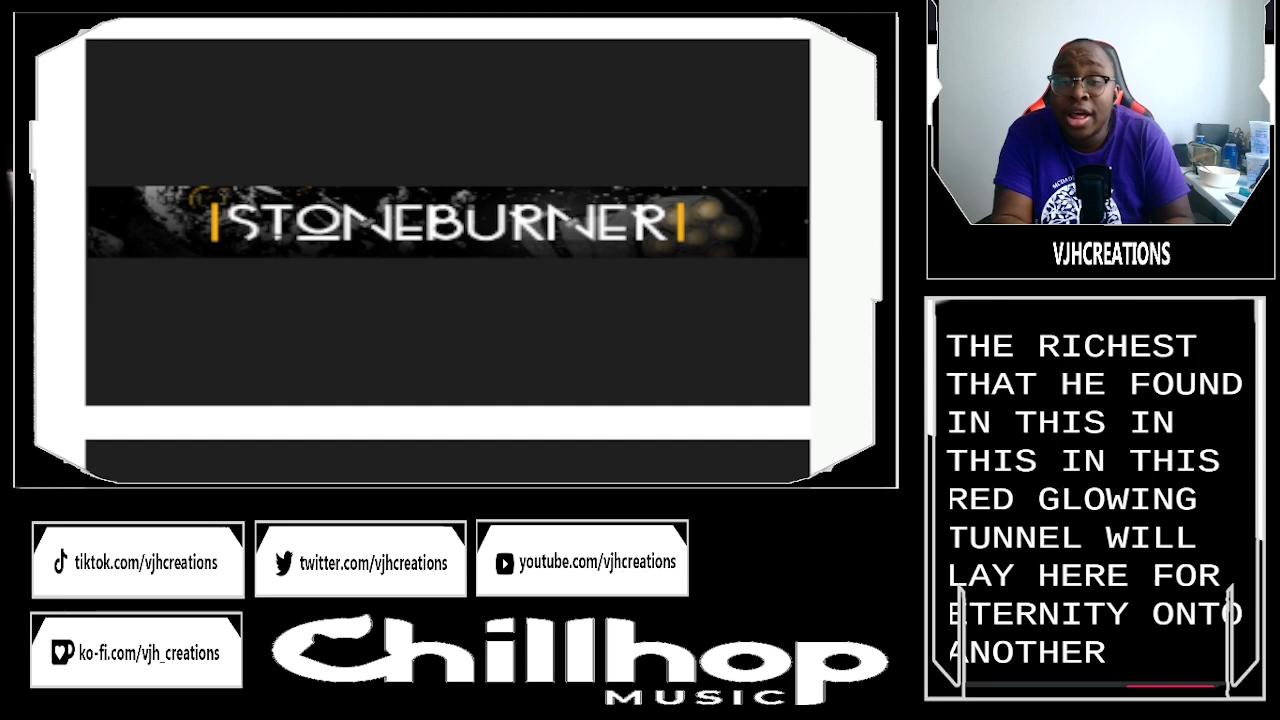 |STONEBURNER|
VJHCREATIONS
THE RICHEST
THAT HE FOUND
IN THIS IN
THIS IN THIS
RED GLOWING
TUNNEL WILL
LAY HERE FOR
ETERNITY ONTO
ANOTHER
tiktok.com/vjhcreations
twitter.com/vjhcreations
youtube.com/vjhcreations
ko-fi.com/vjh_creations
Chillhop
MUSIC